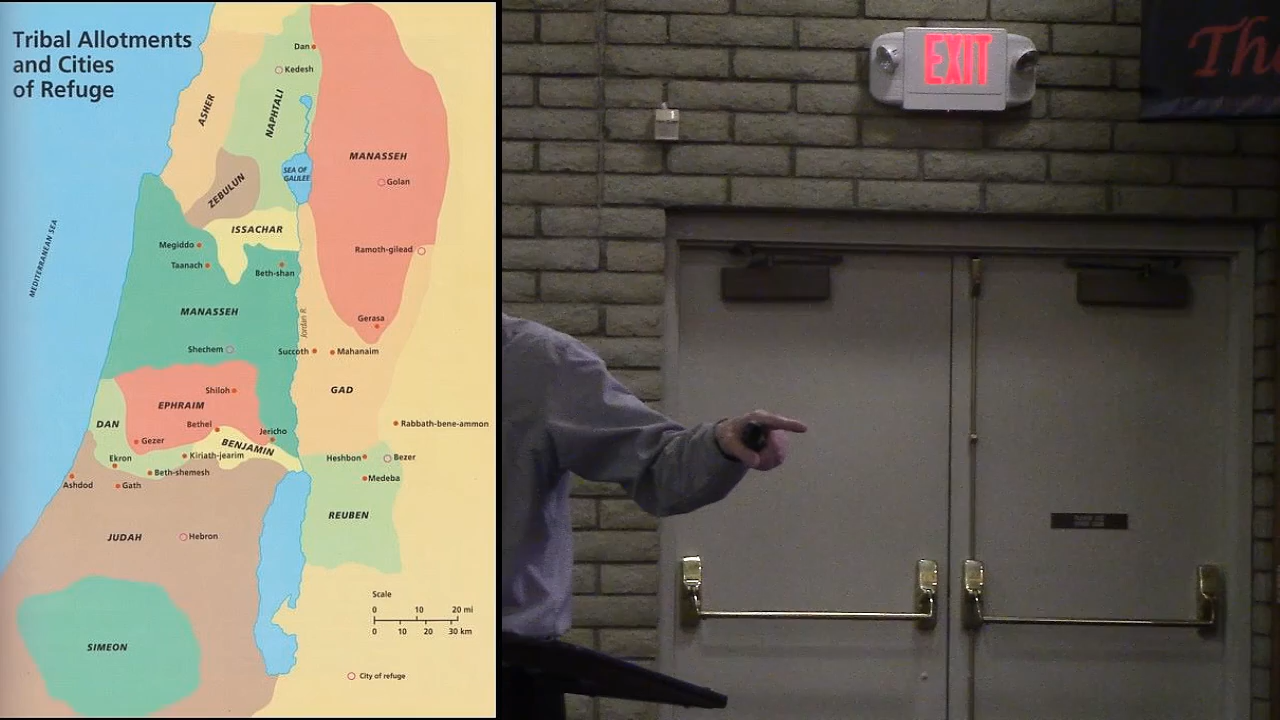 Tribal Allotments
and Cities
of Refuge
Dan
Kedesh
ASHER
NAPHTALI
MANASSEH
SEA OF
GALILEE
Golan
ZEBULUN
ISSACHAR
MEDITERRANEAN SEA
Megiddo
Ramoth-gilead
Taanach
Beth-shan
MANASSEH
Jordan R.
Gerasa
Shechem
Succoth
Mahanaim
Shiloh
GAD
EPHRAIM
DAN
Bethel
Jericho
Rabbath-bene-ammon
Gezer
BENJAMIN
Ekron
Kiriath-jearim
Heshbon
Bezer
Beth-shemesh
Medeba
Ashdod
Gath
REUBEN
JUDAH
Hebron
Scale
0 10 20 mi
0 10 20 30 km
SIMEON
City of refuge
EXIT
Th